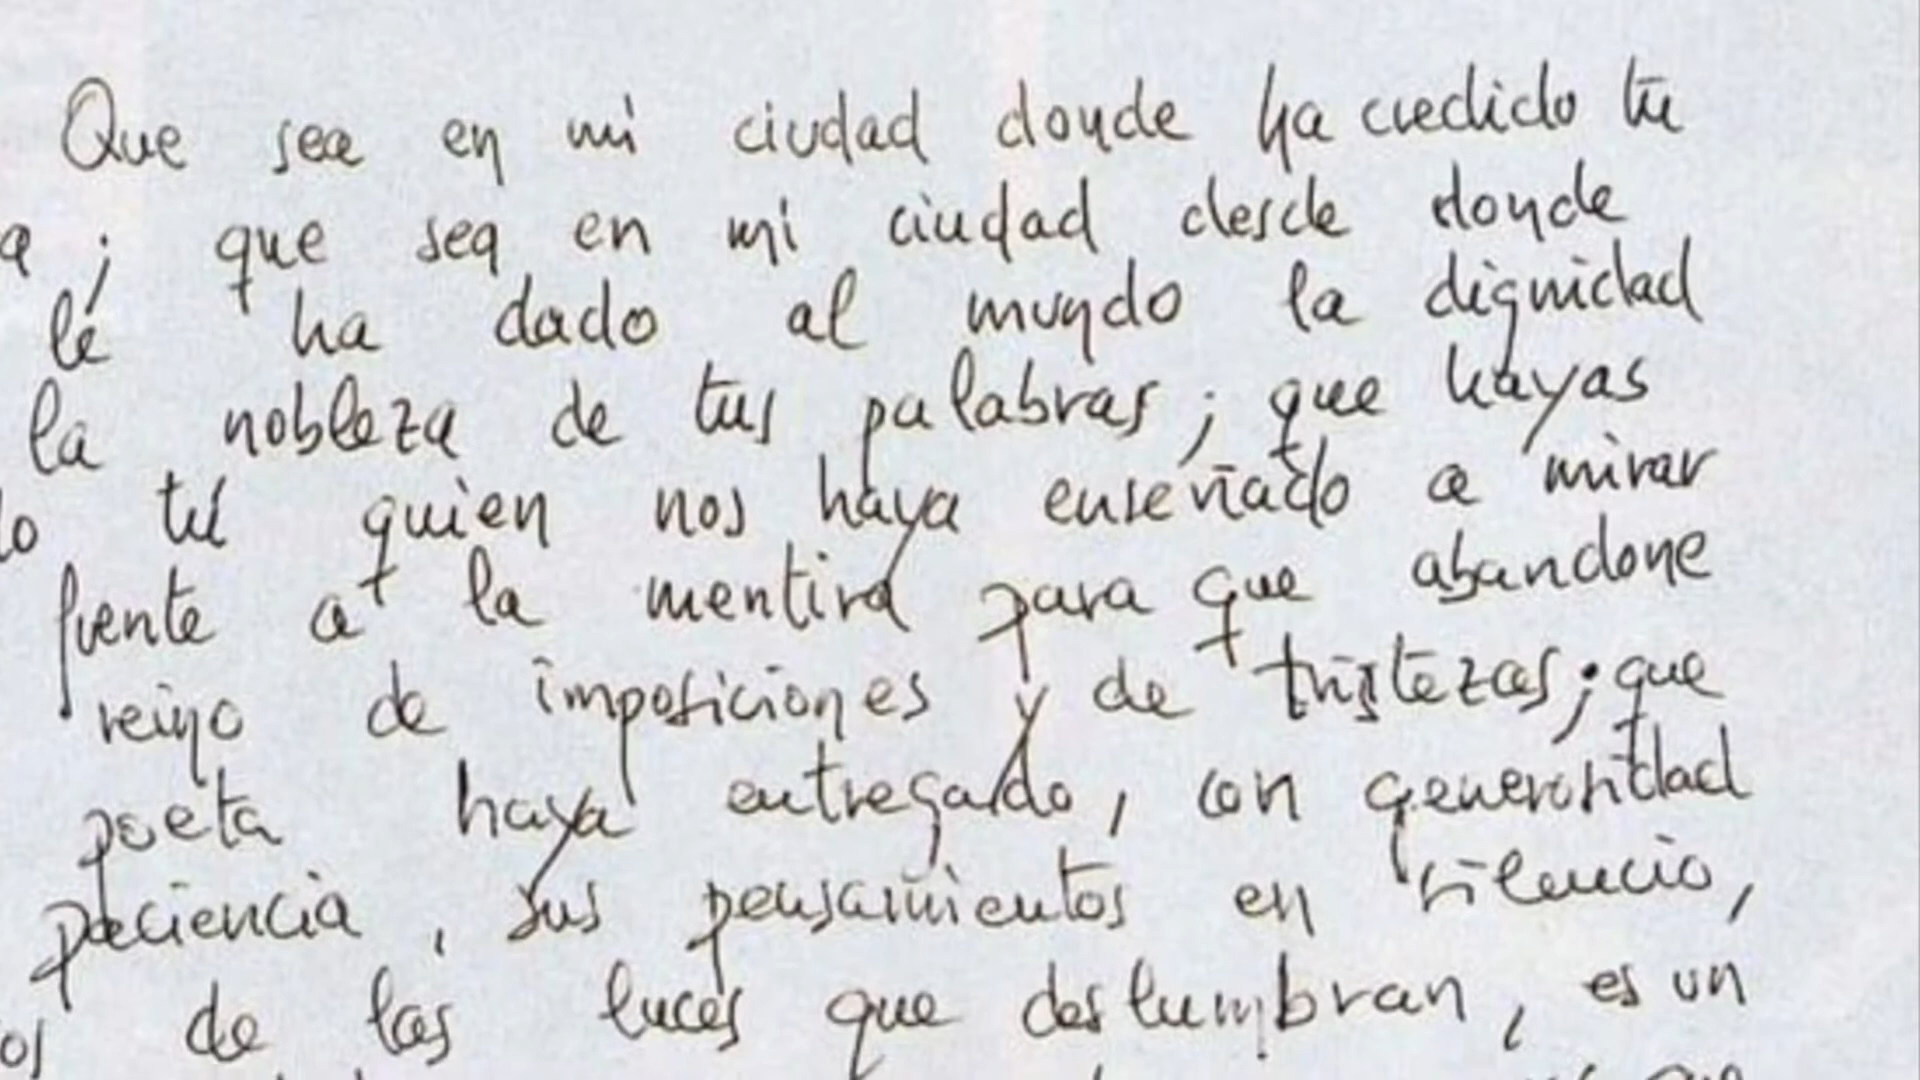 Que sea en mi ciudad donde ha crecido tu
a; que sea en mi ciudad desde donde
le ha dado al mundo la dignidad
la nobleza de tus palabras; que hayas
do tú quien nos haya enseñado a mirar
frente a la mentira para que abandone
reino de imposiciones y de tristezas; que
poeta haya entregado, con generosidad
paciencia, sus pensamientos en silencio,
os de las luces que deslumbran, es un